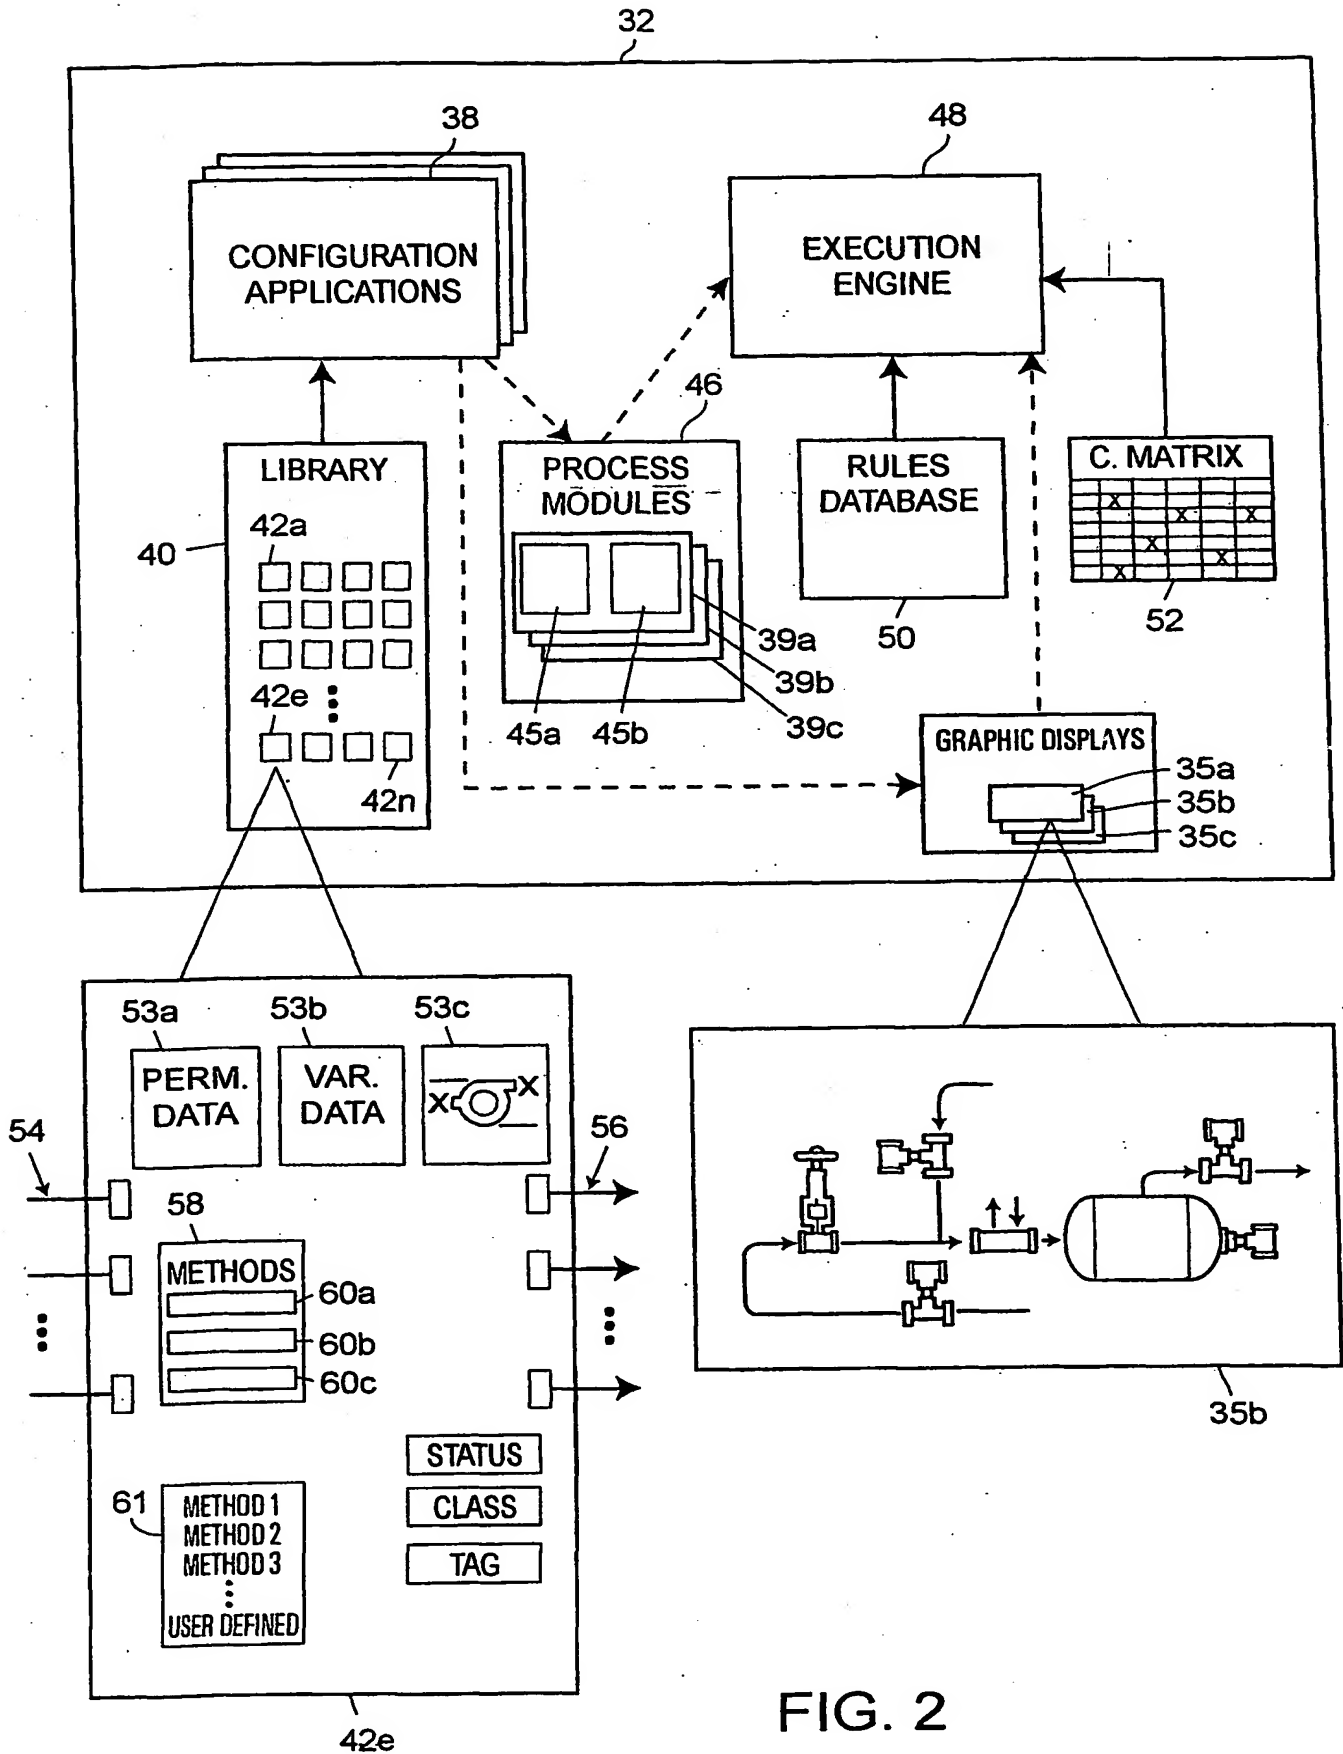 32
38
48
CONFIGURATION
APPLICATIONS
EXECUTION
ENGINE
46
LIBRARY
PROCESS
MODULES
RULES
DATABASE
C. MATRIX
X
X
X
X
X
X
40
42a
42e
42n
39a
39b
39c
45a
45b
50
52
GRAPHIC DISPLAYS
35a
35b
35c
53a
53b
53c
PERM.
DATA
VAR.
DATA
X
X
54
56
58
METHODS
60a
60b
60c
STATUS
CLASS
TAG
61
METHOD 1
METHOD 2
METHOD 3
USER DEFINED
42e
35b
FIG. 2